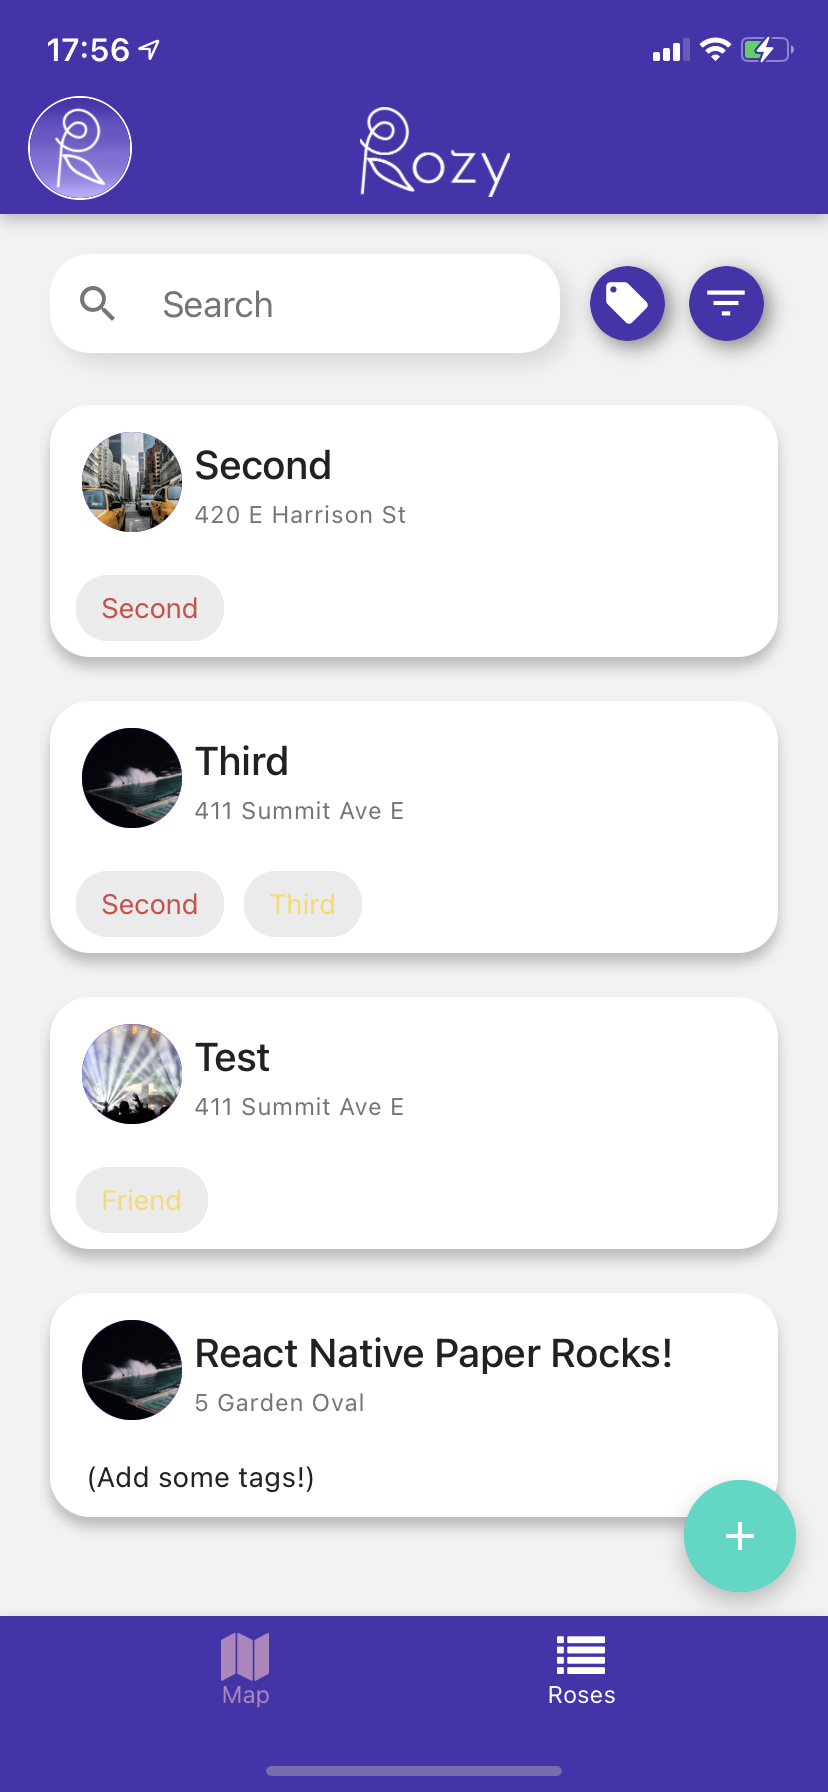 17:56
Rozy
Search
Second
420 E Harrison St
Second
Third
411 Summit Ave E
Second Third
Test
411 Summit Ave E
Friend
React Native Paper Rocks!
5 Garden Oval
(Add some tags!)
Map Roses